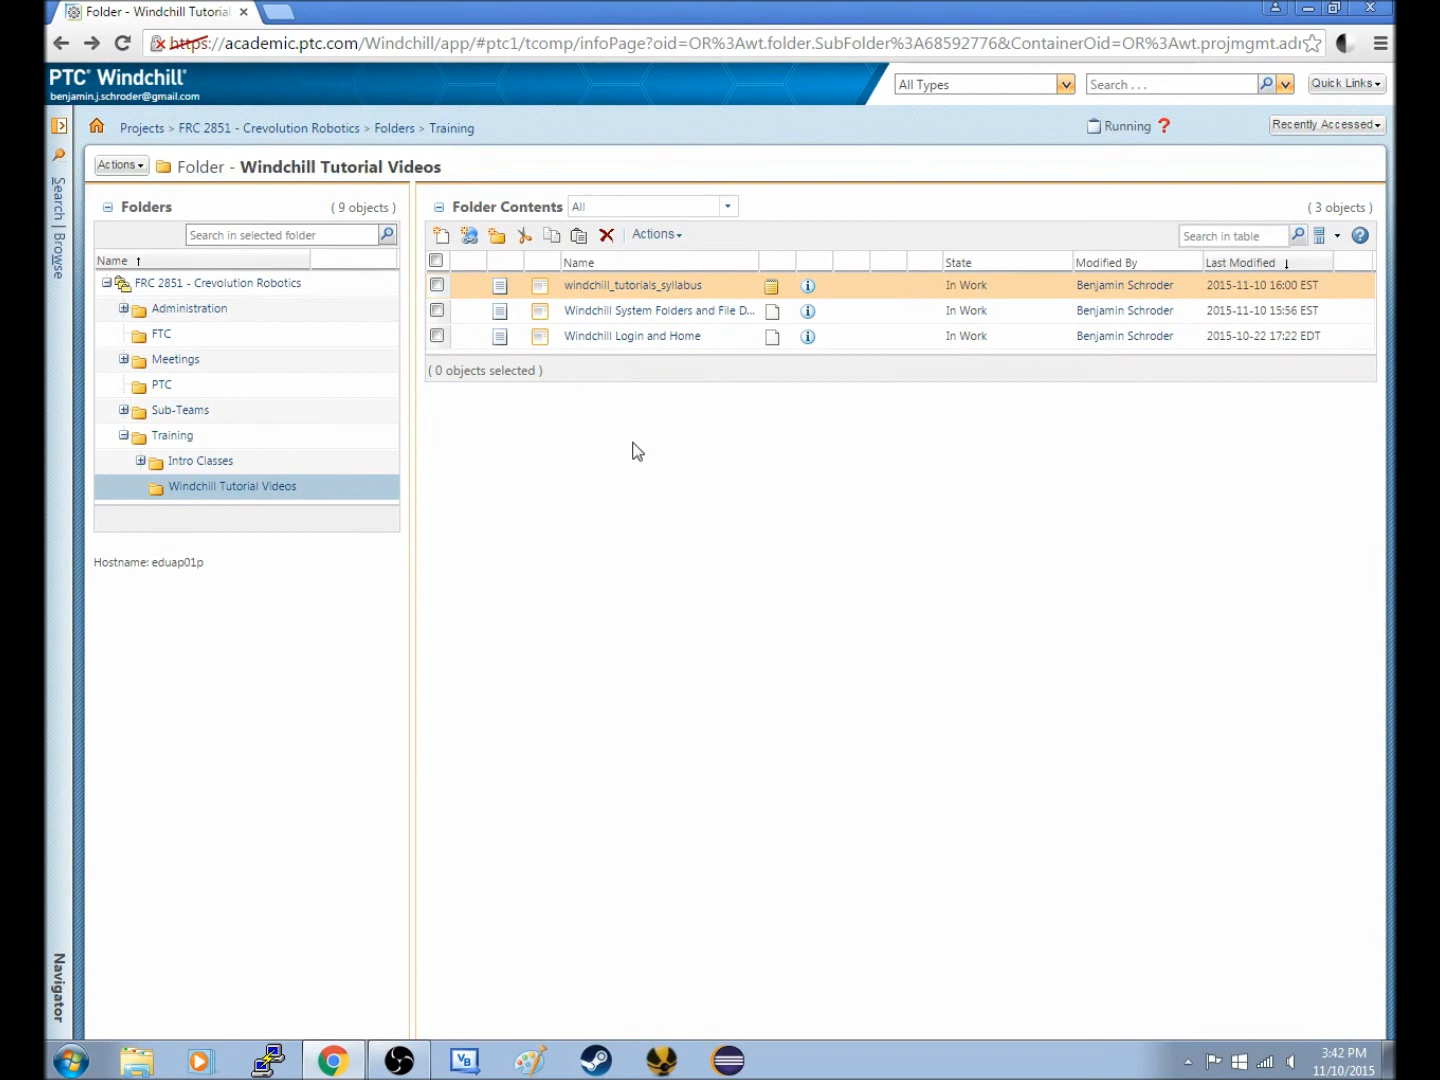 Folder - Windchill Tutorial
https://academic.ptc.com/Windchill/app/#ptc1/tcomp/infoPage?oid=OR%3Awt.folder.SubFolder%3A68592776&ContainerOid=OR%3Awt.projmgmt.adm
PTC® Windchill®
benjamin.j.schroder@gmail.com
All Types
Search . . .
Quick Links
Projects > FRC 2851 - Crevolution Robotics > Folders > Training
Running ?
Recently Accessed
Actions
Folder - Windchill Tutorial Videos
Folders
( 9 objects )
Search in selected folder
Name ↑
FRC 2851 - Crevolution Robotics
Administration
FTC
Meetings
PTC
Sub-Teams
Training
Intro Classes
Windchill Tutorial Videos
Hostname: eduap01p
Folder Contents
All
( 3 objects )
Actions
Search in table
Name
State
Modified By
Last Modified ↓
windchill_tutorials_syllabus
In Work
Benjamin Schroder
2015-11-10 16:00 EST
Windchill System Folders and File D...
In Work
Benjamin Schroder
2015-11-10 15:56 EST
Windchill Login and Home
In Work
Benjamin Schroder
2015-10-22 17:22 EDT
( 0 objects selected )
Search | Browse
Navigator
VB
3:42 PM
11/10/2015